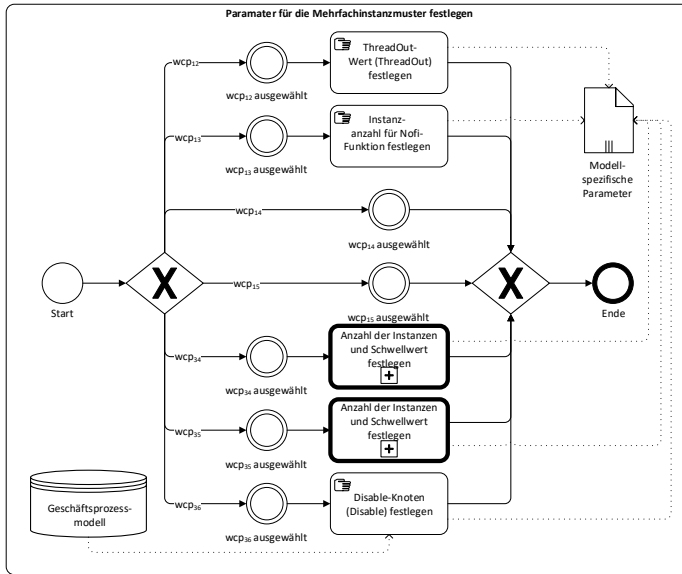 Paramater für die Mehrfachinstanzmuster festlegen
wcp12
wcp12 ausgewählt
ThreadOut-
Wert (ThreadOut)
festlegen
wcp13
wcp13 ausgewählt
Instanz-
anzahl für Nofi-
Funktion festlegen
Modell-
spezifische
Parameter
wcp14
wcp14 ausgewählt
Start
X
wcp15
wcp15 ausgewählt
X
Ende
wcp34
wcp34 ausgewählt
Anzahl der Instanzen
und Schwellwert
festlegen
wcp35
wcp35 ausgewählt
Anzahl der Instanzen
und Schwellwert
festlegen
Geschäftsprozess-
modell
wcp36
wcp36 ausgewählt
Disable-Knoten
(Disable) festlegen